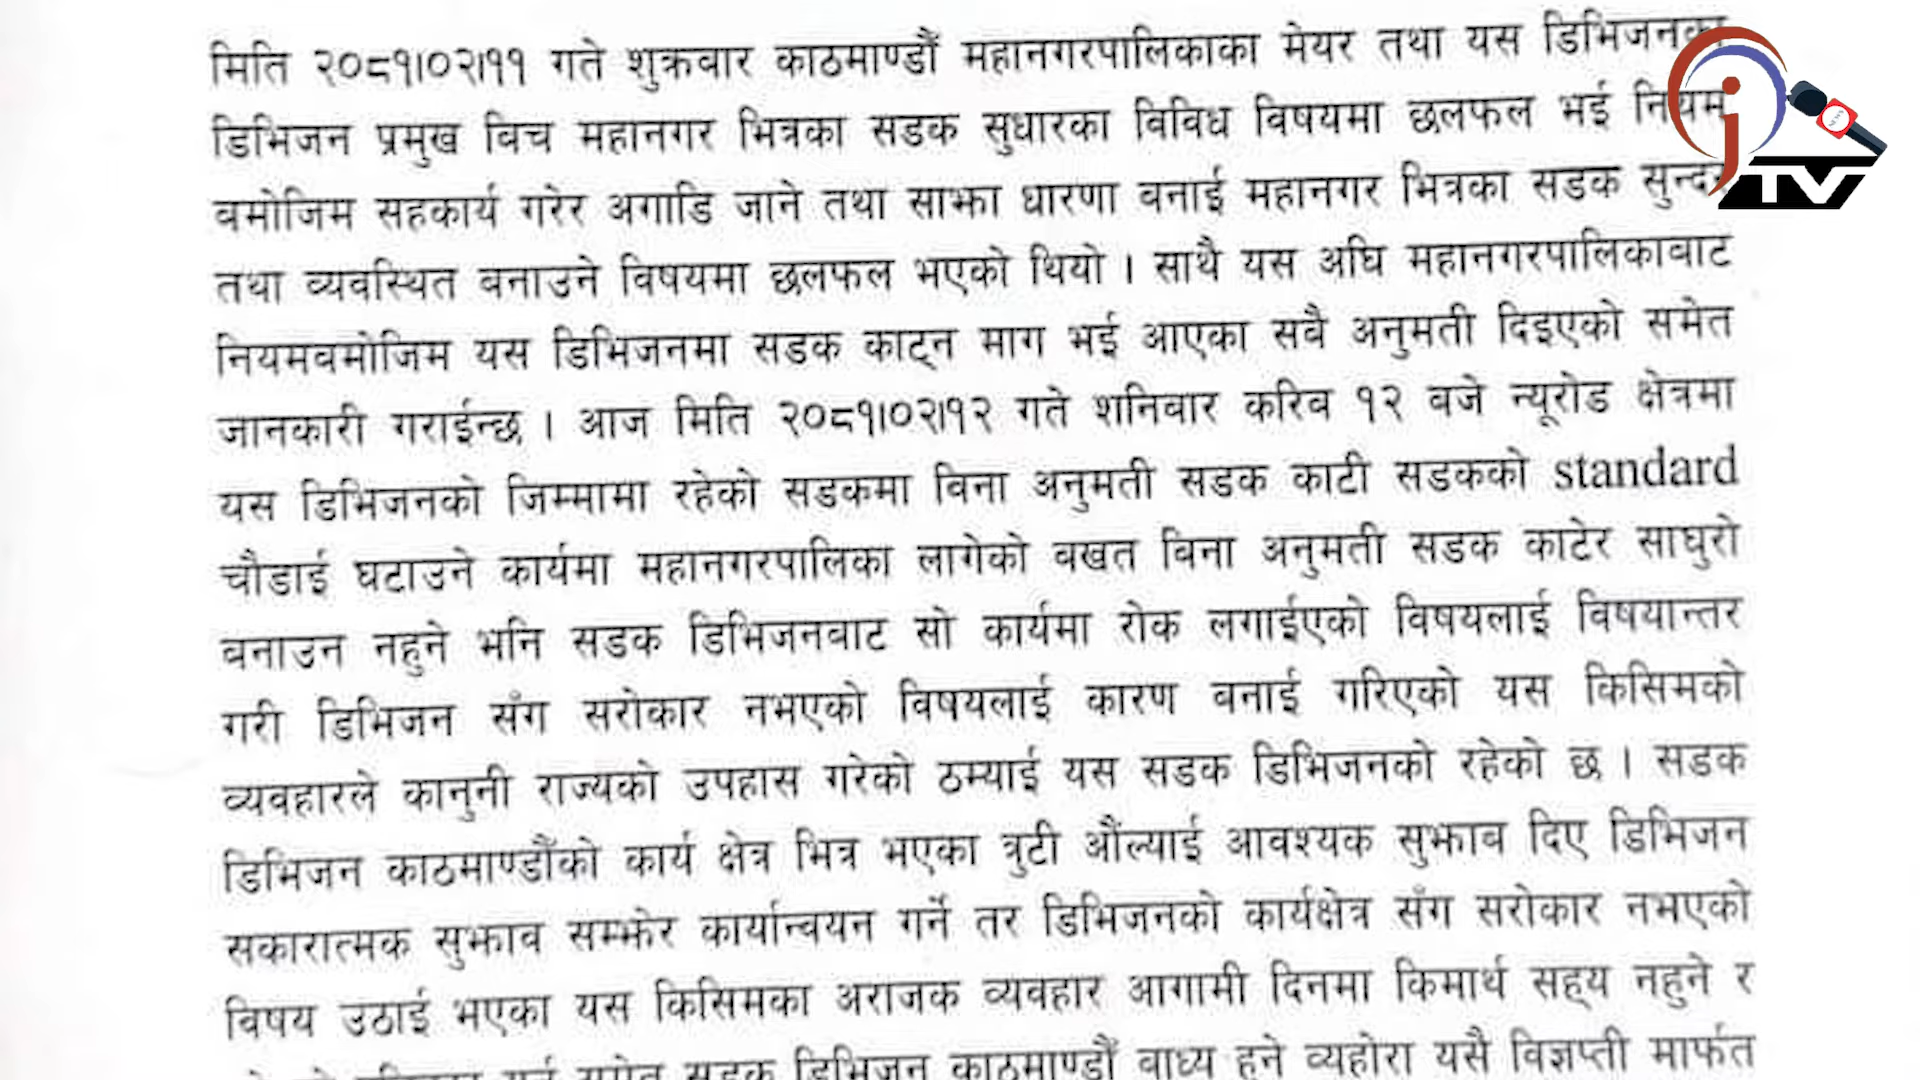 मिति २०८१।०२।११ गते शुक्रबार काठमाण्डौं महानगरपालिकाका मेयर तथा यस डिभिजनका
डिभिजन प्रमुख विच महानगर भित्रका सडक सुधारका विविध विषयमा छलफल भई नियम
वमोजिम सहकार्य गरेर अगाडि जाने तथा साझा धारणा बनाई महानगर भित्रका सडक सुन्दर
तथा व्यवस्थित बनाउने विषयमा छलफल भएको थियो । साथै यस अघि महानगरपालिकाबाट
नियमवमोजिम यस डिभिजनमा सडक काट्न माग भई आएका सबै अनुमती दिइएको समेत
जानकारी गराईन्छ । आज मिति २०८१।०२।१२ गते शनिबार करिव १२ बजे न्यूरोड क्षेत्रमा
यस डिभिजनको जिम्मामा रहेको सडकमा विना अनुमती सडक काटी सडकको standard
चौडाई घटाउने कार्यमा महानगरपालिका लागेको बखत विना अनुमती सडक काटेर साघुरो
बनाउन नहुने भनि सडक डिभिजनबाट सो कार्यमा रोक लगाईएको विषयलाई विषयान्तर
गरी डिभिजन सँग सरोकार नभएको विषयलाई कारण बनाई गरिएको यस किसिमको
व्यवहारले कानुनी राज्यको उपहास गरेको ठम्याई यस सडक डिभिजनको रहेको छ । सडक
डिभिजन काठमाण्डौंको कार्य क्षेत्र भित्र भएका त्रुटी औंल्याई आवश्यक सुझाव दिए डिभिजन
सकारात्मक सुझाव सम्झेर कार्यान्वयन गर्ने तर डिभिजनको कार्यक्षेत्र सँग सरोकार नभएको
विषय उठाई भएका यस किसिमका अराजक व्यवहार आगामी दिनमा किमार्थ सह्य नहुने र
सडक डिभिजन काठमाण्डौं बाध्य हुने व्यहोरा यसै विज्ञप्ती मार्फत
j TV